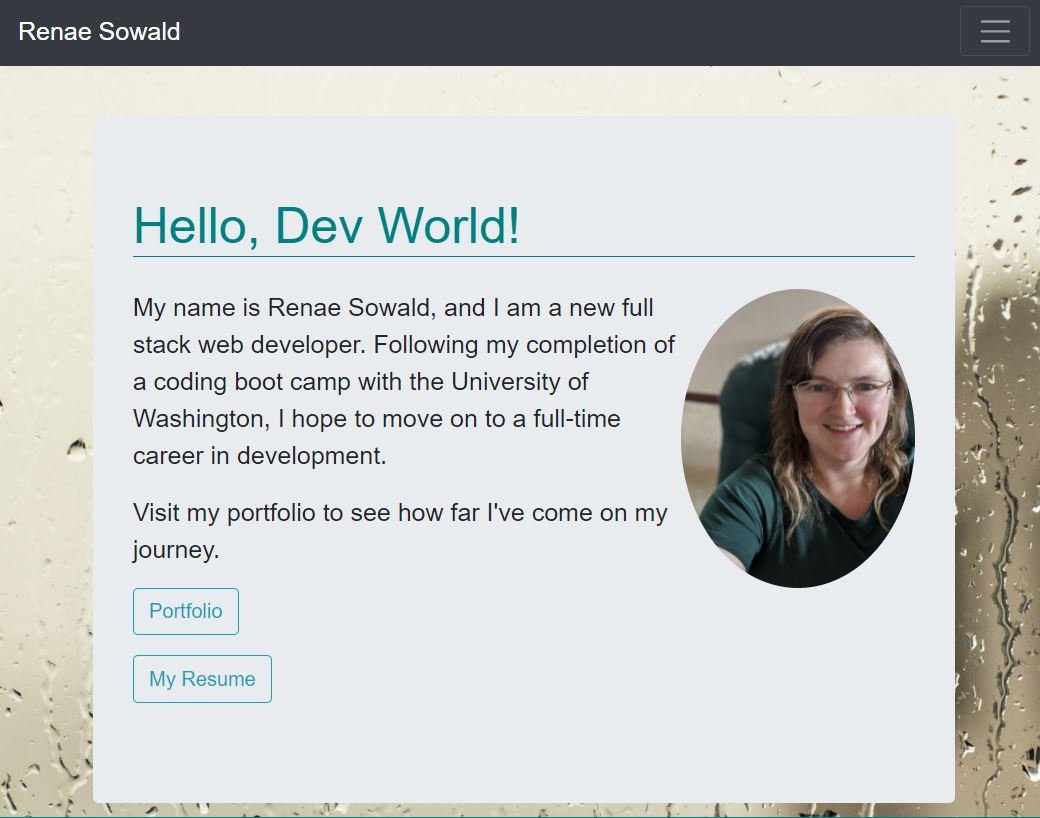 Renae Sowald
Hello, Dev World!
My name is Renae Sowald, and I am a new full
stack web developer. Following my completion of
a coding boot camp with the University of
Washington, I hope to move on to a full-time
career in development.
Visit my portfolio to see how far I've come on my
journey.
Portfolio
My Resume